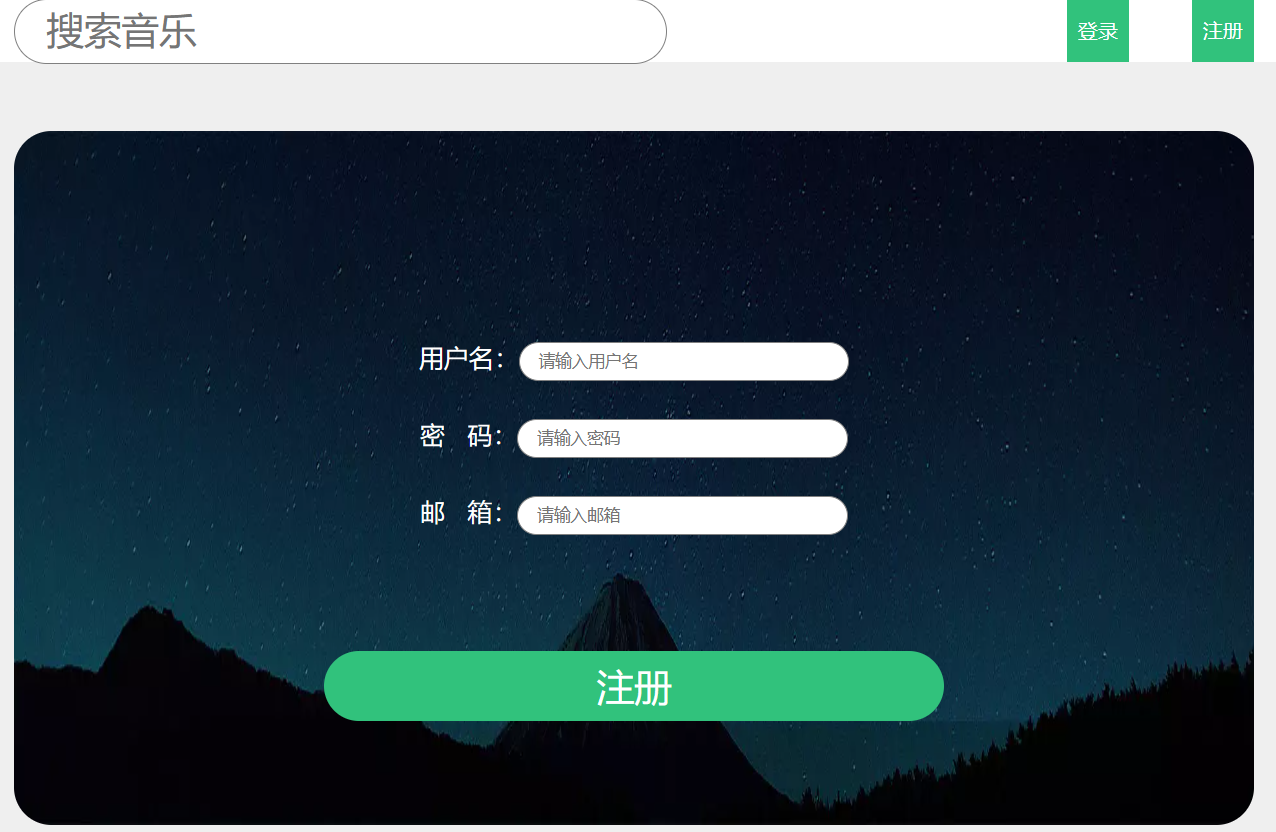 搜索音乐
登录
注册
用户名：
请输入用户名
密 码：
请输入密码
邮 箱：
请输入邮箱
注册